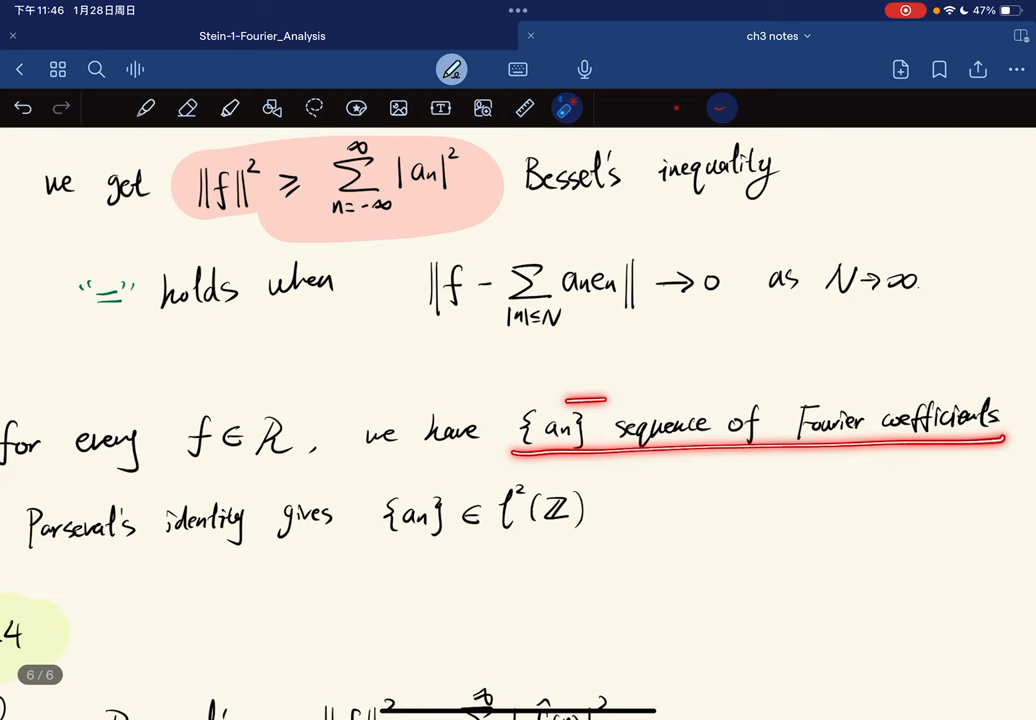 下午11:46 1月28日周日 47%
Stein-1-Fourier_Analysis ch3 notes
we get ‖f‖² ≥ ∑_{n=-∞}^{∞} |an|² Bessel's inequality
"=" holds when ‖f - ∑_{|n|≤N} anen‖ → 0 as N→∞.
for every f ∈ R, we have {an} sequence of Fourier coefficients
Parseval's identity gives {an} ∈ ℓ²(ℤ)
4
6 / 6